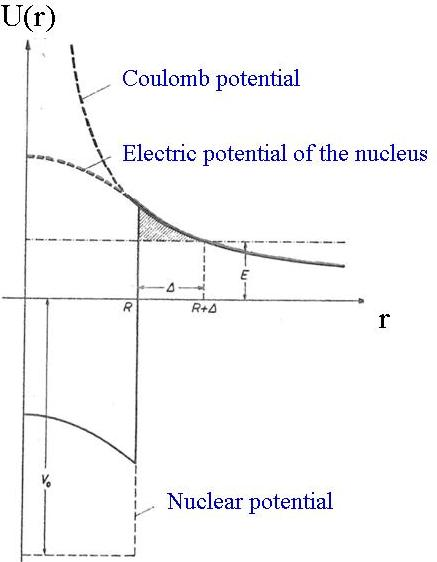 U(r)
Coulomb potential
Electric potential of the nucleus
E
Δ
R
R+Δ
r
V₀
Nuclear potential